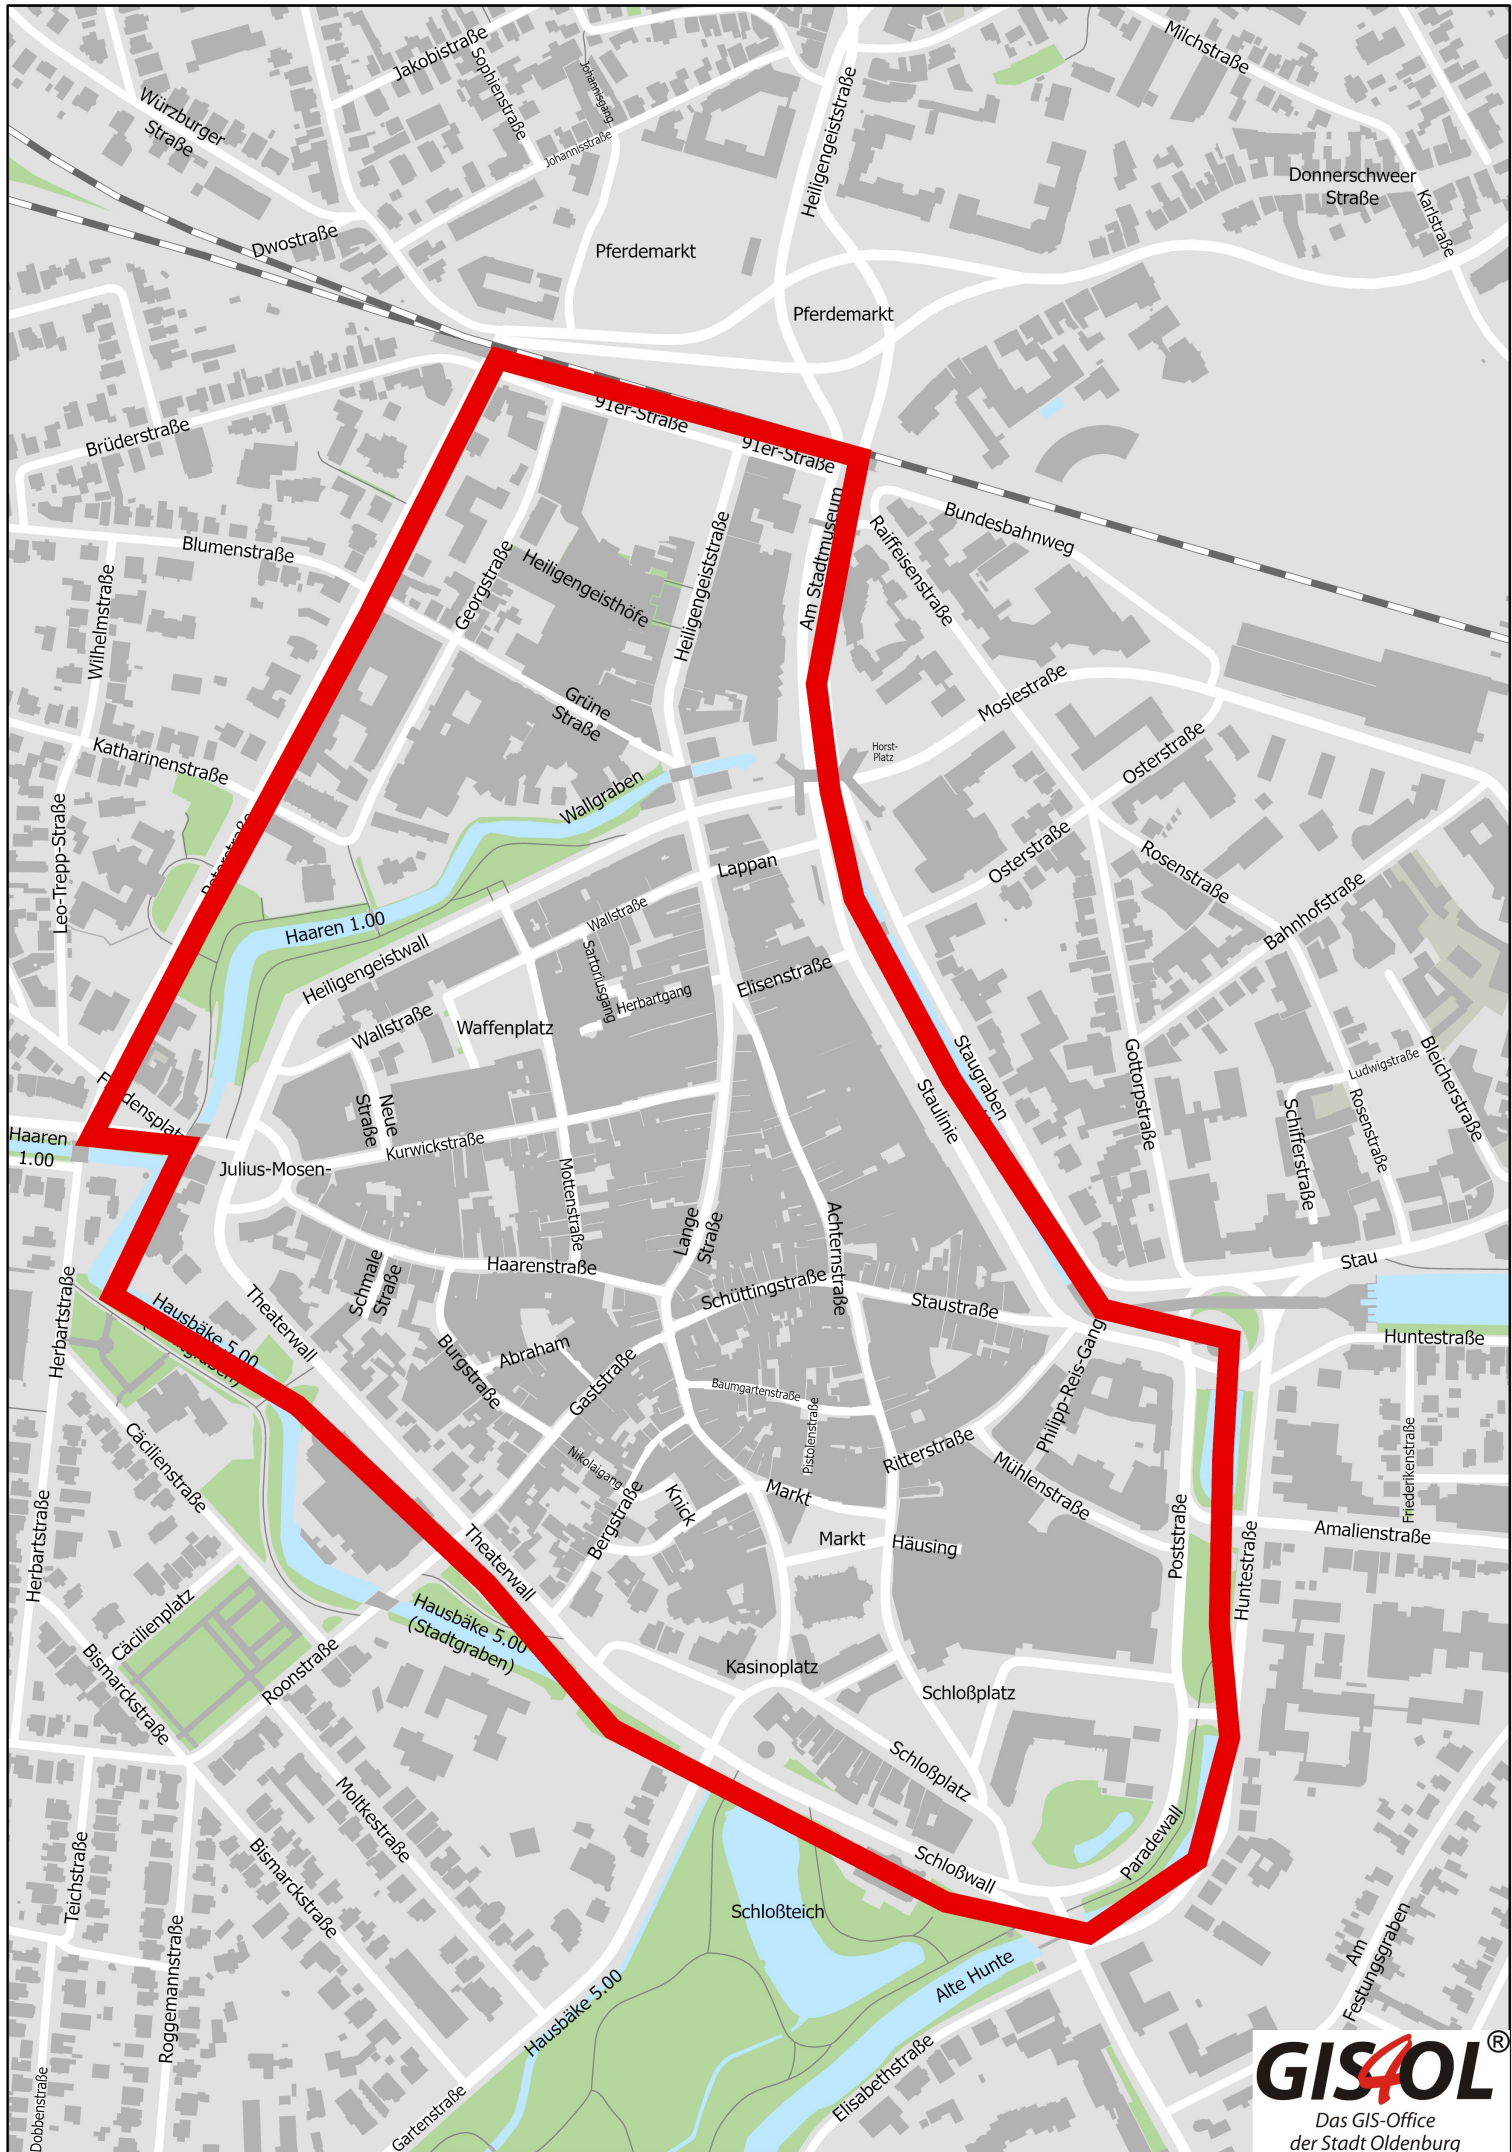 Milchstraße
Jakobistraße
Sophienstraße
Johannisgang
Heiligengeiststraße
Würzburger
Straße
Johannisstraße
Donnerschweer
Straße
Karlstraße
Dwostraße
Pferdemarkt
Pferdemarkt
91er-Straße
91er-Straße
Brüderstraße
Am Stadtmuseum
Bundesbahnweg
Raiffeisenstraße
Blumenstraße
Georgstraße
Heiligengeisthöfe
Heiligengeiststraße
Wilhelmstraße
Grüne
Straße
Moslestraße
Horst-
Platz
Osterstraße
Katharinenstraße
Wallgraben
Leo-Trepp-Straße
Peterstraße
Lappan
Osterstraße
Rosenstraße
Bahnhofstraße
Haaren 1.00
Wallstraße
Heiligengeistwall
Sartoriusgang
Herbartgang
Elisenstraße
Wallstraße
Waffenplatz
Staugraben
Staulinie
Gottorpstraße
Ludwigstraße
Bleicherstraße
Rosenstraße
Schifferstraße
Neue
Straße
Haaren
1.00
Julius-Mosen-
Kurwickstraße
Mottenstraße
Lange
Straße
Achternstraße
Haarenstraße
Schmale
Straße
Theaterwall
Schüttingstraße
Staustraße
Stau
Huntestraße
Herbartstraße
Hausbäke 5.00
Burgstraße
Abraham
Gaststraße
Baumgartenstraße
Pistolenstraße
Philipp-Reis-Gang
Ritterstraße
Friederikenstraße
Cäcilienstraße
Nikolaigang
Mühlenstraße
Herbartstraße
Knick
Bergstraße
Markt
Markt
Häusing
Poststraße
Huntestraße
Amalienstraße
Theaterwall
Cäcilienplatz
Hausbäke 5.00
(Stadtgraben)
Bismarckstraße
Roonstraße
Kasinoplatz
Schloßplatz
Schloßplatz
Moltkestraße
Paradewall
Schloßwall
Teichstraße
Bismarckstraße
Schloßteich
Roggemannstraße
Alte Hunte
Am
Festungsgraben
Hausbäke 5.00
Dobbenstraße
Gartenstraße
Elisabethstraße
GIS4OL®
Das GIS-Office
der Stadt Oldenburg